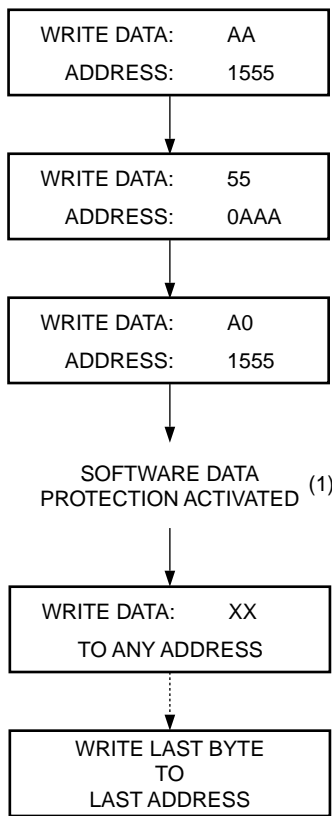 WRITE DATA: AA
ADDRESS: 1555
WRITE DATA: 55
ADDRESS: 0AAA
WRITE DATA: A0
ADDRESS: 1555
SOFTWARE DATA
PROTECTION ACTIVATED (1)
WRITE DATA: XX
TO ANY ADDRESS
WRITE LAST BYTE
TO
LAST ADDRESS